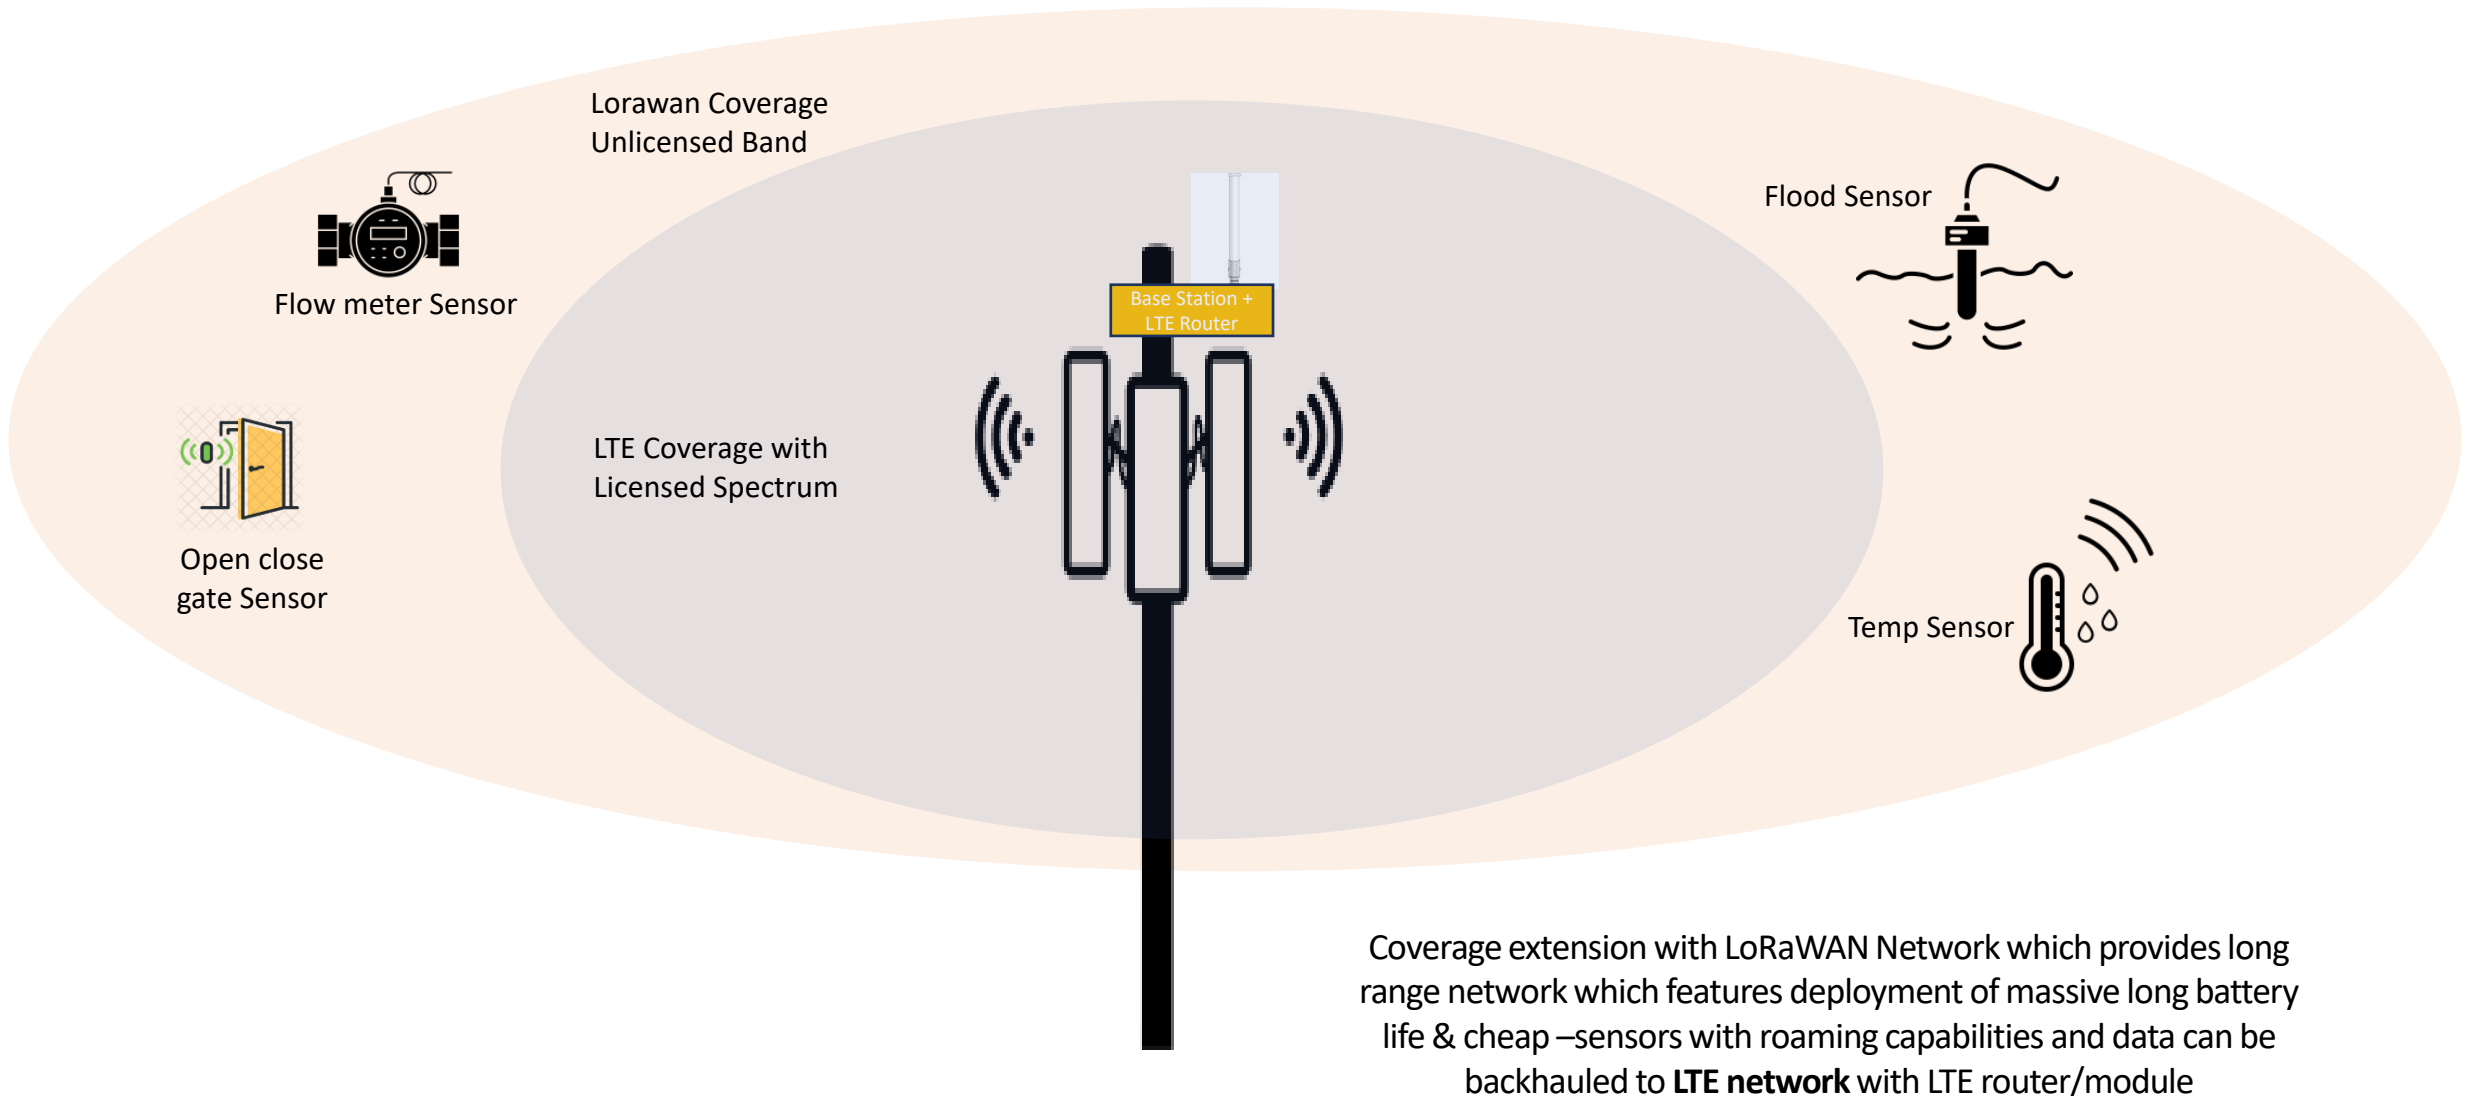 Lorawan Coverage
Unlicensed Band
Flood Sensor
Base Station +
LTE Router
Flow meter Sensor
LTE Coverage with
Licensed Spectrum
Open close
gate Sensor
Temp Sensor
Coverage extension with LoRaWAN Network which provides long
range network which features deployment of massive long battery
life & cheap –sensors with roaming capabilities and data can be
backhauled to LTE network with LTE router/module